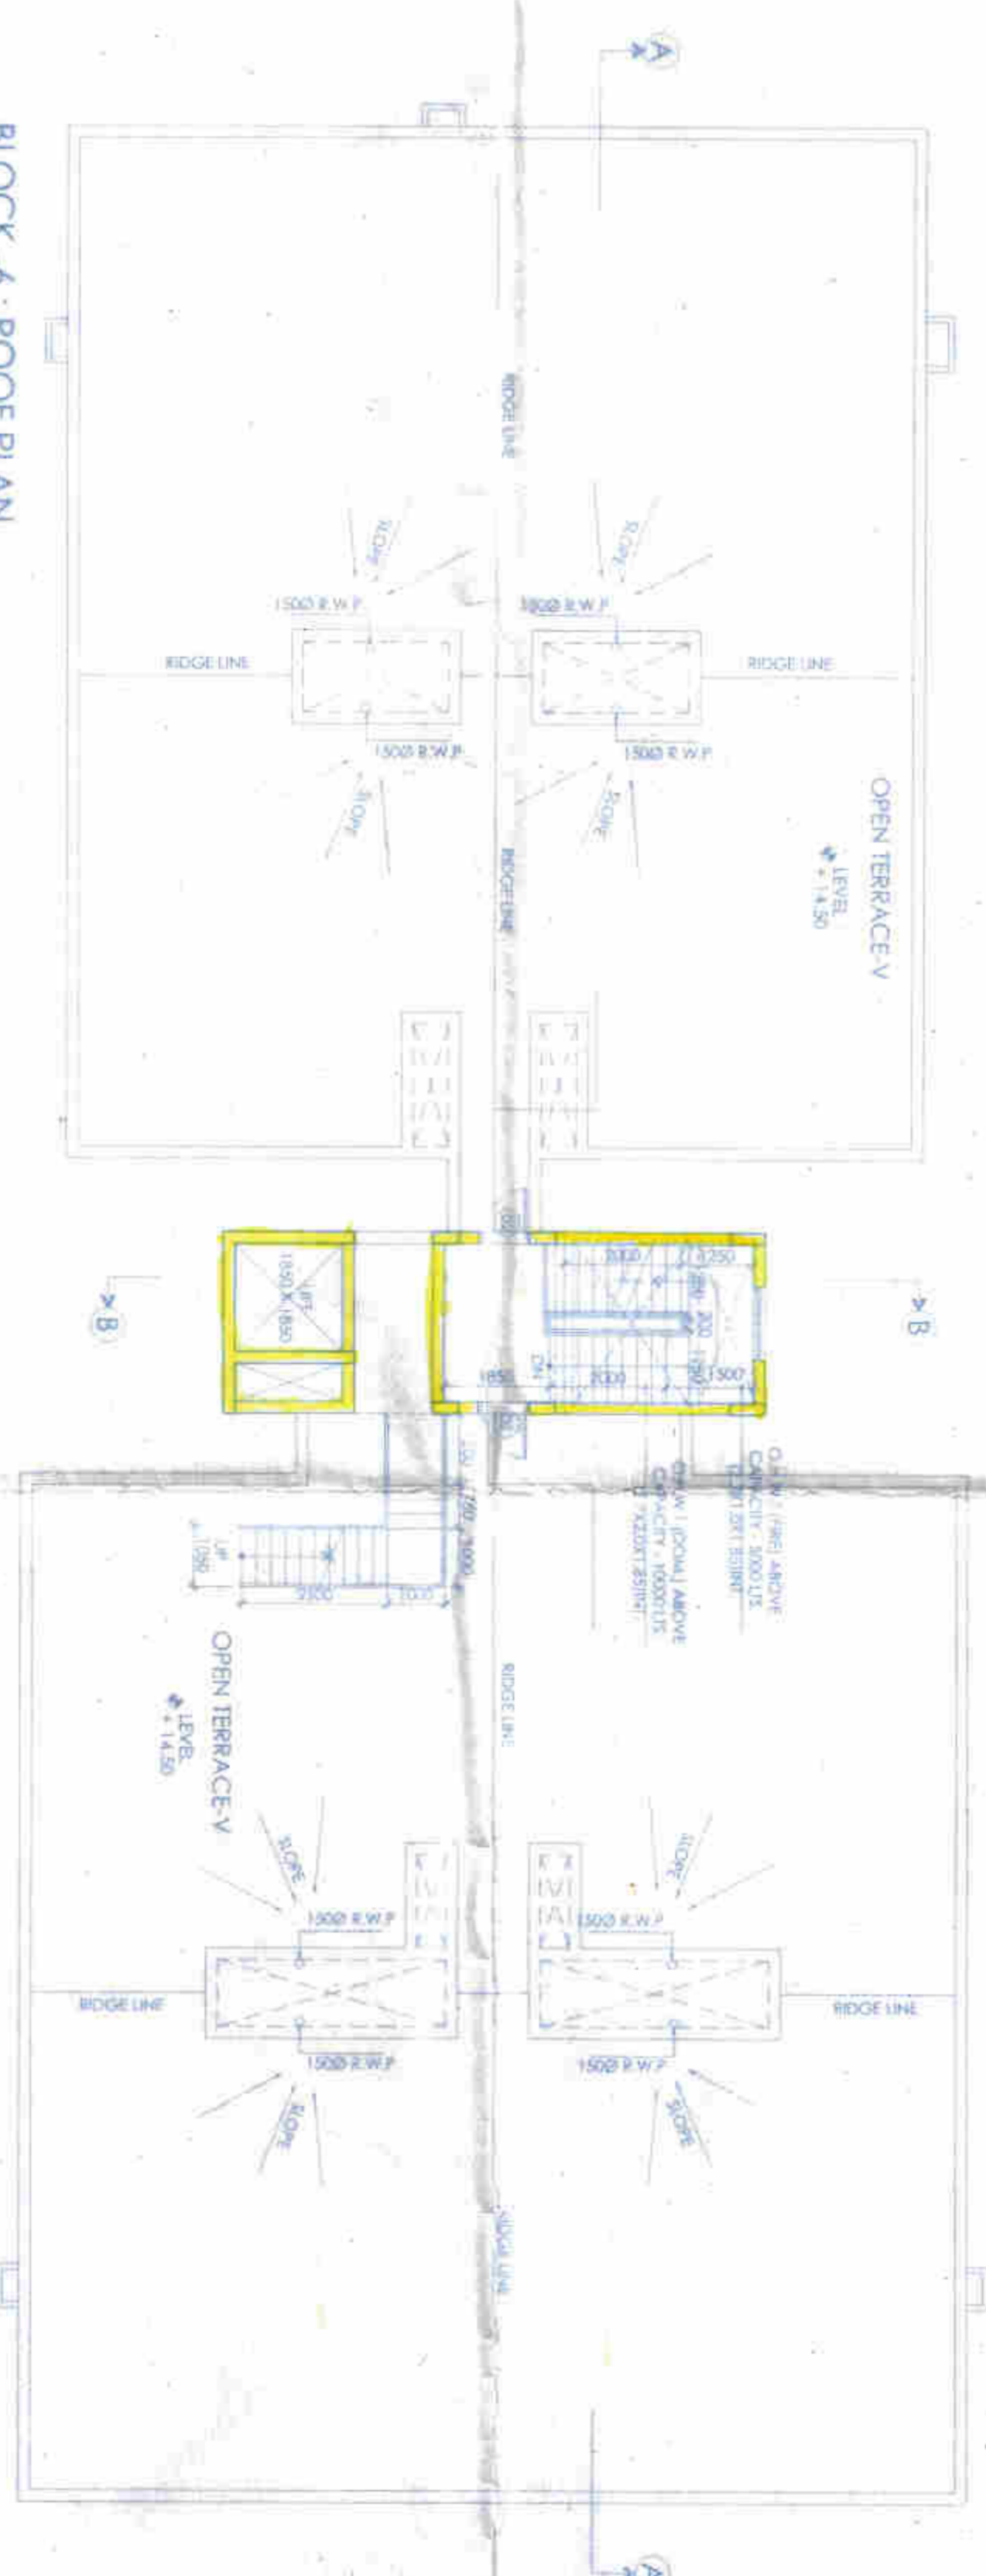 A
RIDGE LINE
SLOPE
SLOPE
150Ø R.W.P
150Ø R.W.P
RIDGE LINE
RIDGE LINE
150Ø R.W.P
150Ø R.W.P
SLOPE
SLOPE
OPEN TERRACE-V
LEVEL
+ 14.50
RIDGE LINE
BLOCK
ROOF PLAN
B
B
LIFT
1850 X 1850
2000
1250
200
DN
2000
1500
(FIRE) ABOVE
CAPACITY - 5000 LTS.
(DOM.) ABOVE
CAPACITY - 10000 LTS.
UP
1050
1000
OPEN TERRACE-V
LEVEL
+ 14.50
RIDGE LINE
SLOPE
SLOPE
150Ø R.W.P
150Ø R.W.P
RIDGE LINE
RIDGE LINE
150Ø R.W.P
150Ø R.W.P
SLOPE
SLOPE
RIDGE LINE
A